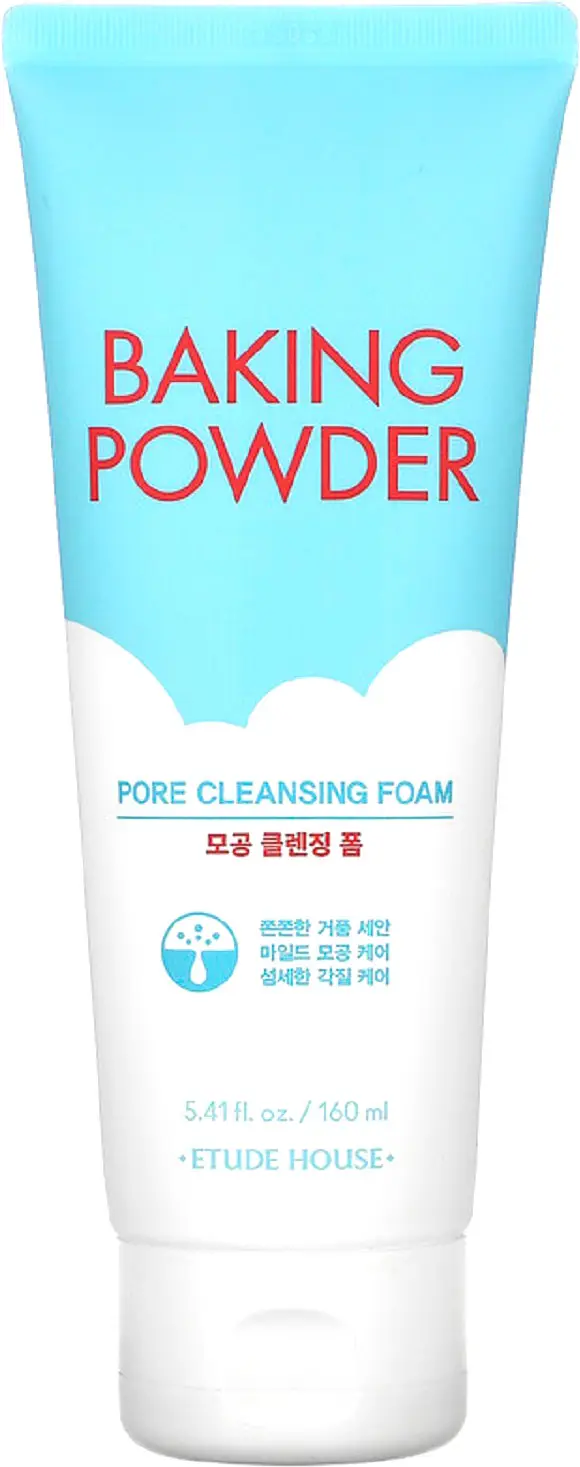 BAKING
POWDER
PORE CLEANSING FOAM
모공 클렌징 폼
쫀쫀한 거품 세안
마일드 모공 케어
섬세한 각질 케어
5.41 fl. oz. / 160 ml
•ETUDE HOUSE•